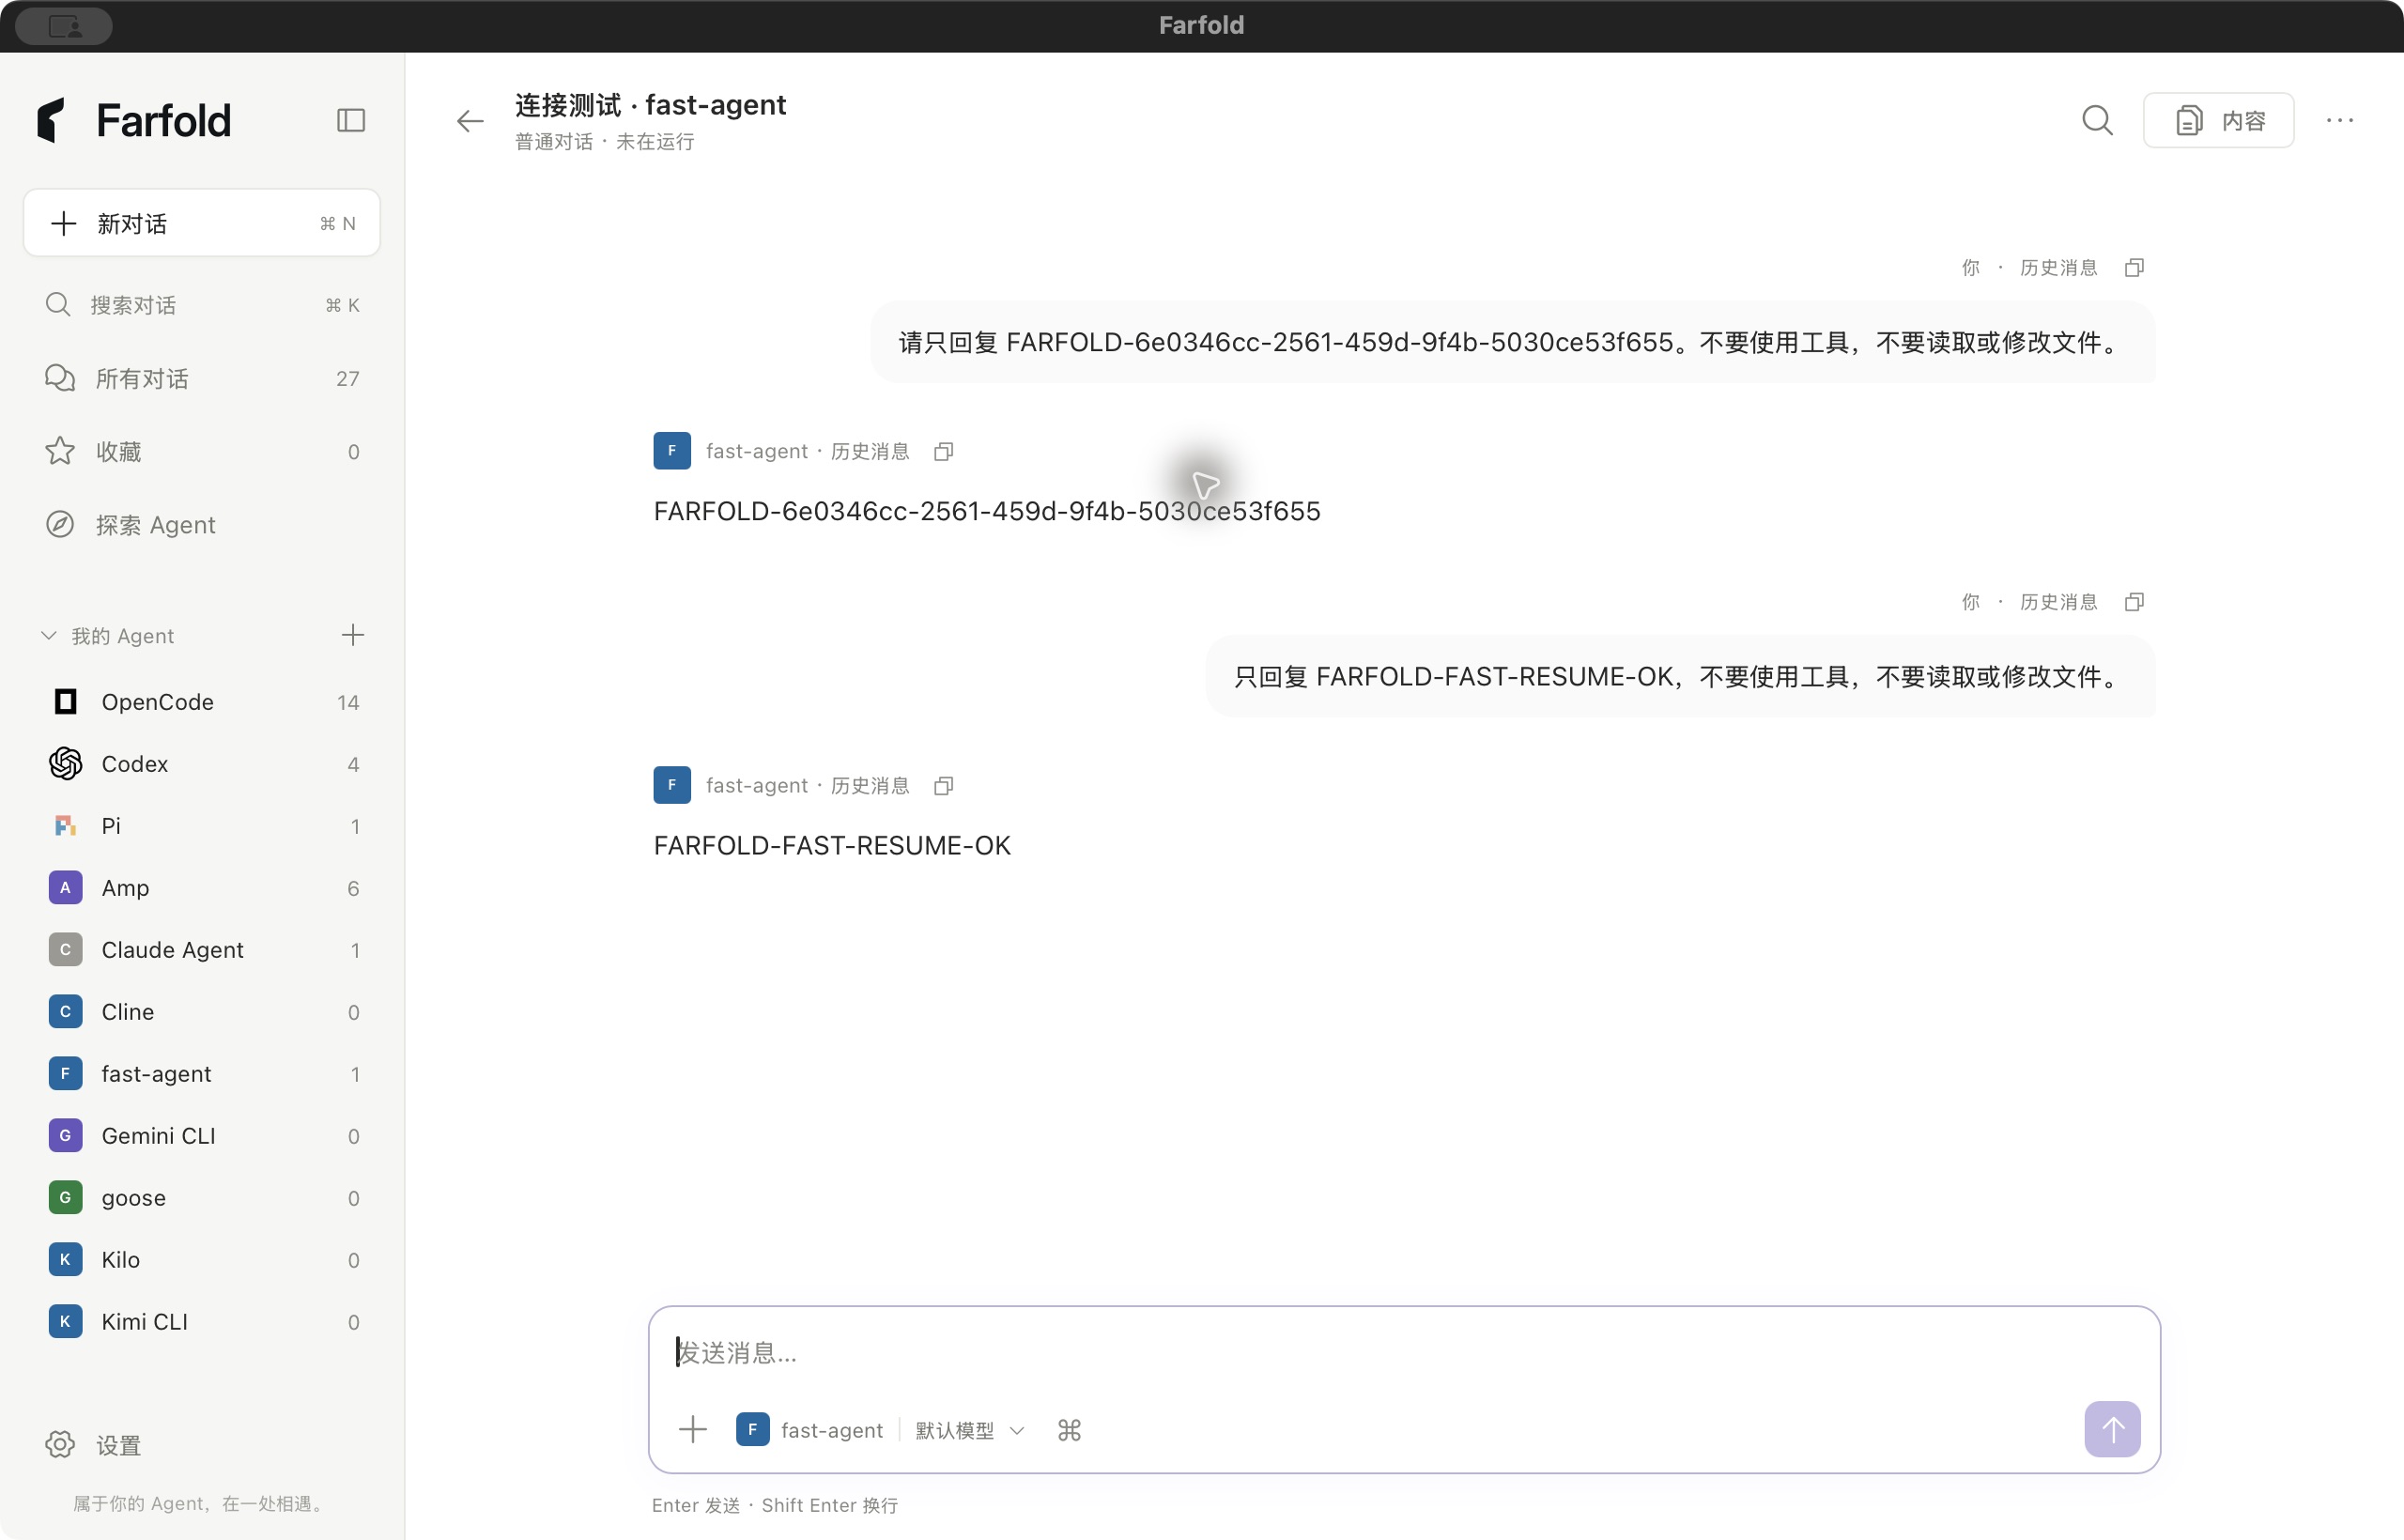 Farfold
Farfold
新对话
⌘ N
搜索对话
⌘ K
所有对话
27
收藏
0
探索 Agent
我的 Agent
OpenCode
14
Codex
4
Pi
1
A
Amp
6
C
Claude Agent
1
C
Cline
0
F
fast-agent
1
G
Gemini CLI
0
G
goose
0
K
Kilo
0
K
Kimi CLI
0
设置
属于你的 Agent，在一处相遇。
连接测试 · fast-agent
普通对话 · 未在运行
内容
你 · 历史消息
请只回复 FARFOLD-6e0346cc-2561-459d-9f4b-5030ce53f655。不要使用工具，不要读取或修改文件。
F
fast-agent · 历史消息
FARFOLD-6e0346cc-2561-459d-9f4b-5030ce53f655
你 · 历史消息
只回复 FARFOLD-FAST-RESUME-OK，不要使用工具，不要读取或修改文件。
F
fast-agent · 历史消息
FARFOLD-FAST-RESUME-OK
发送消息...
F
fast-agent
默认模型
⌘
Enter 发送 · Shift Enter 换行